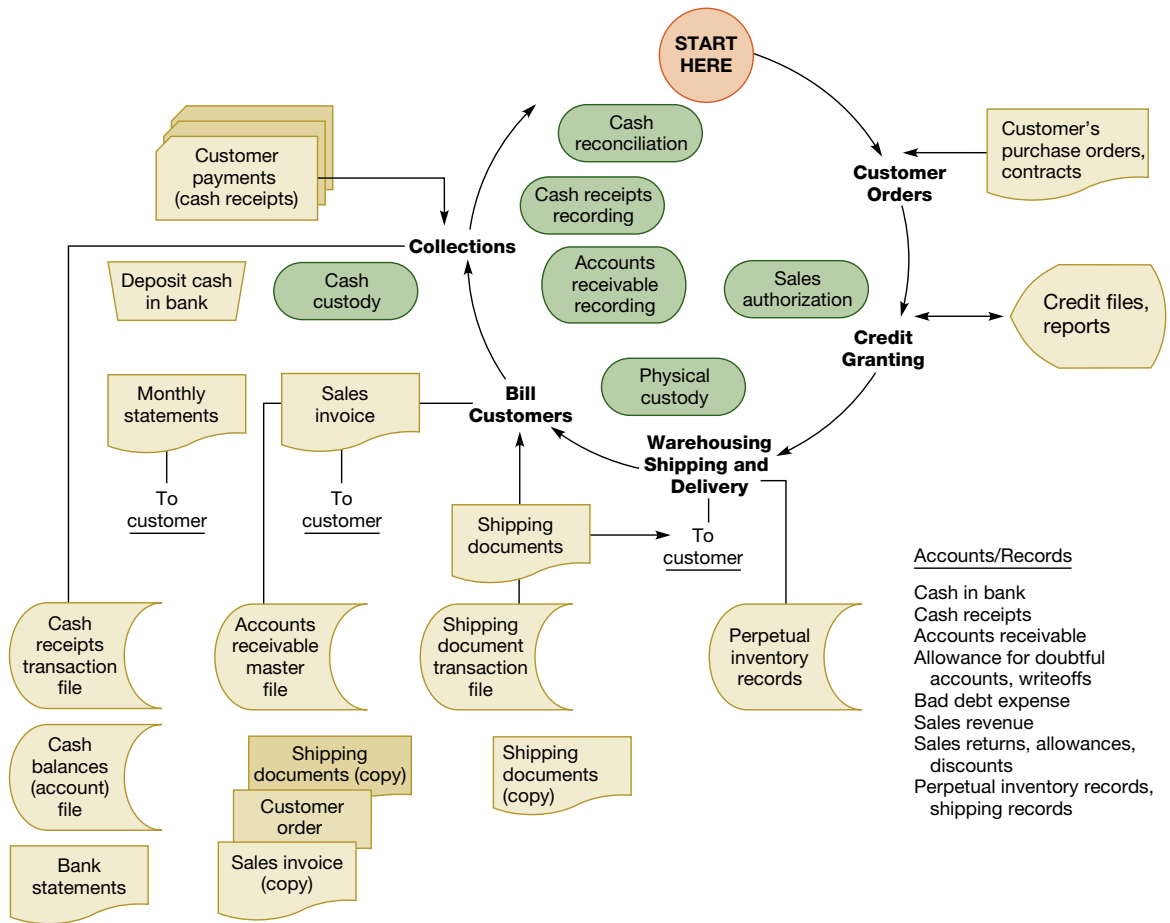 START
HERE
Cash
reconciliation
Customer
payments
(cash receipts)
Customer's
purchase orders,
contracts
Customer
Orders
Cash receipts
recording
Collections
Deposit cash
in bank
Cash
custody
Accounts
receivable
recording
Sales
authorization
Credit files,
reports
Credit
Granting
Monthly
statements
Sales
invoice
Bill
Customers
Physical
custody
Warehousing
Shipping and
Delivery
To
customer
To
customer
Shipping
documents
To
customer
Cash
receipts
transaction
file
Accounts
receivable
master
file
Shipping
document
transaction
file
Perpetual
inventory
records
Cash
balances
(account)
file
Shipping
documents (copy)
Customer
order
Sales invoice
(copy)
Shipping
documents
(copy)
Bank
statements
Accounts/Records
Cash in bank
Cash receipts
Accounts receivable
Allowance for doubtful
accounts, writeoffs
Bad debt expense
Sales revenue
Sales returns, allowances,
discounts
Perpetual inventory records,
shipping records